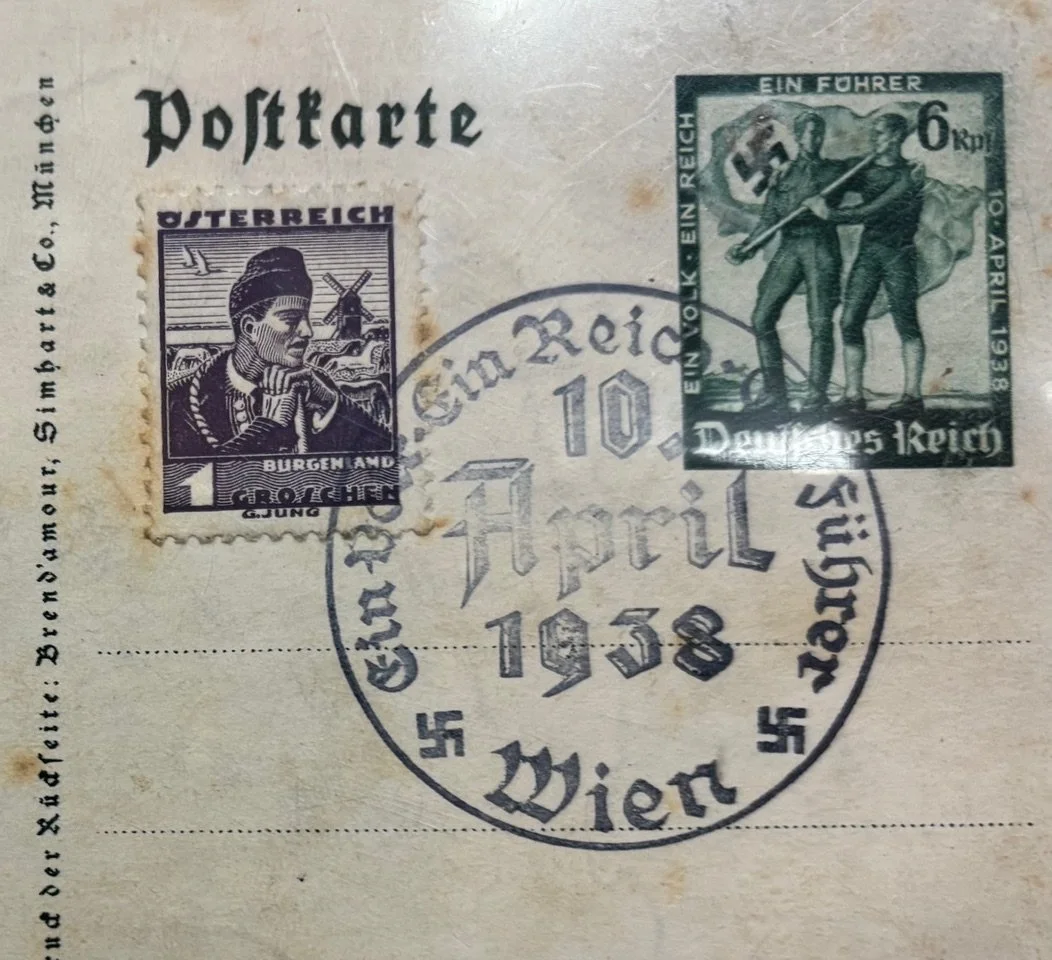 Postkarte
ÖSTERREICH
BURGENLAND
1 GROSCHEN
G.JUNG
EIN VOLK · EIN REICH
EIN FÜHRER
6 Rpf
10·APRIL 1938
Deutsches Reich
Ein Volk Ein Reich Ein Führer
10.
April
1938
Wien
Druck der Rückseite: Brend'amour, Simhart & Co., München